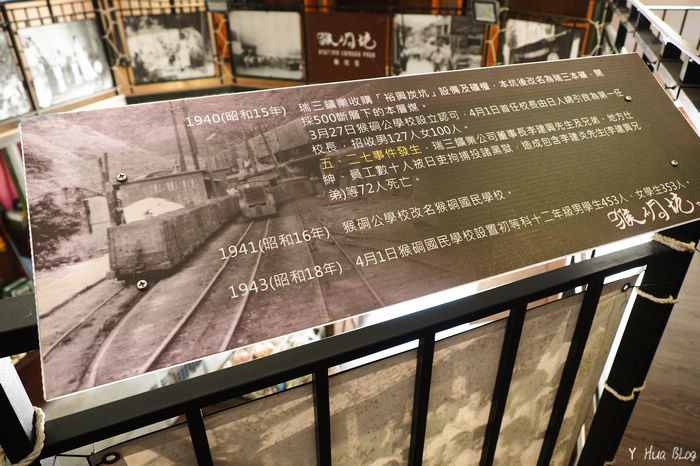 猴硐坑
1940(昭和15年) 瑞三鑛業收購「裕興炭坑」設備及礦權,本坑後改名為瑞三本礦,開
採500斷層下的本層煤。
3月27日猴硐公學校設立認可,4月1日首任校長由日人總引良為第一任
校長,招收男127人女100人。
五、二七事件發生,瑞三鑛業公司董事長李建興先生及兄弟、地方仕
紳、員工數十人被日吏拘捕投諸黑獄,造成包含李建炎先生(李建興兄
弟)等72人死亡。
1941(昭和16年) 猴硐公學校改名猴硐國民學校。
1943(昭和18年) 4月1日猴硐國民學校設置初等科十二年級男學生453人、女學生353人。
猴硐坑
Y Hua BLog